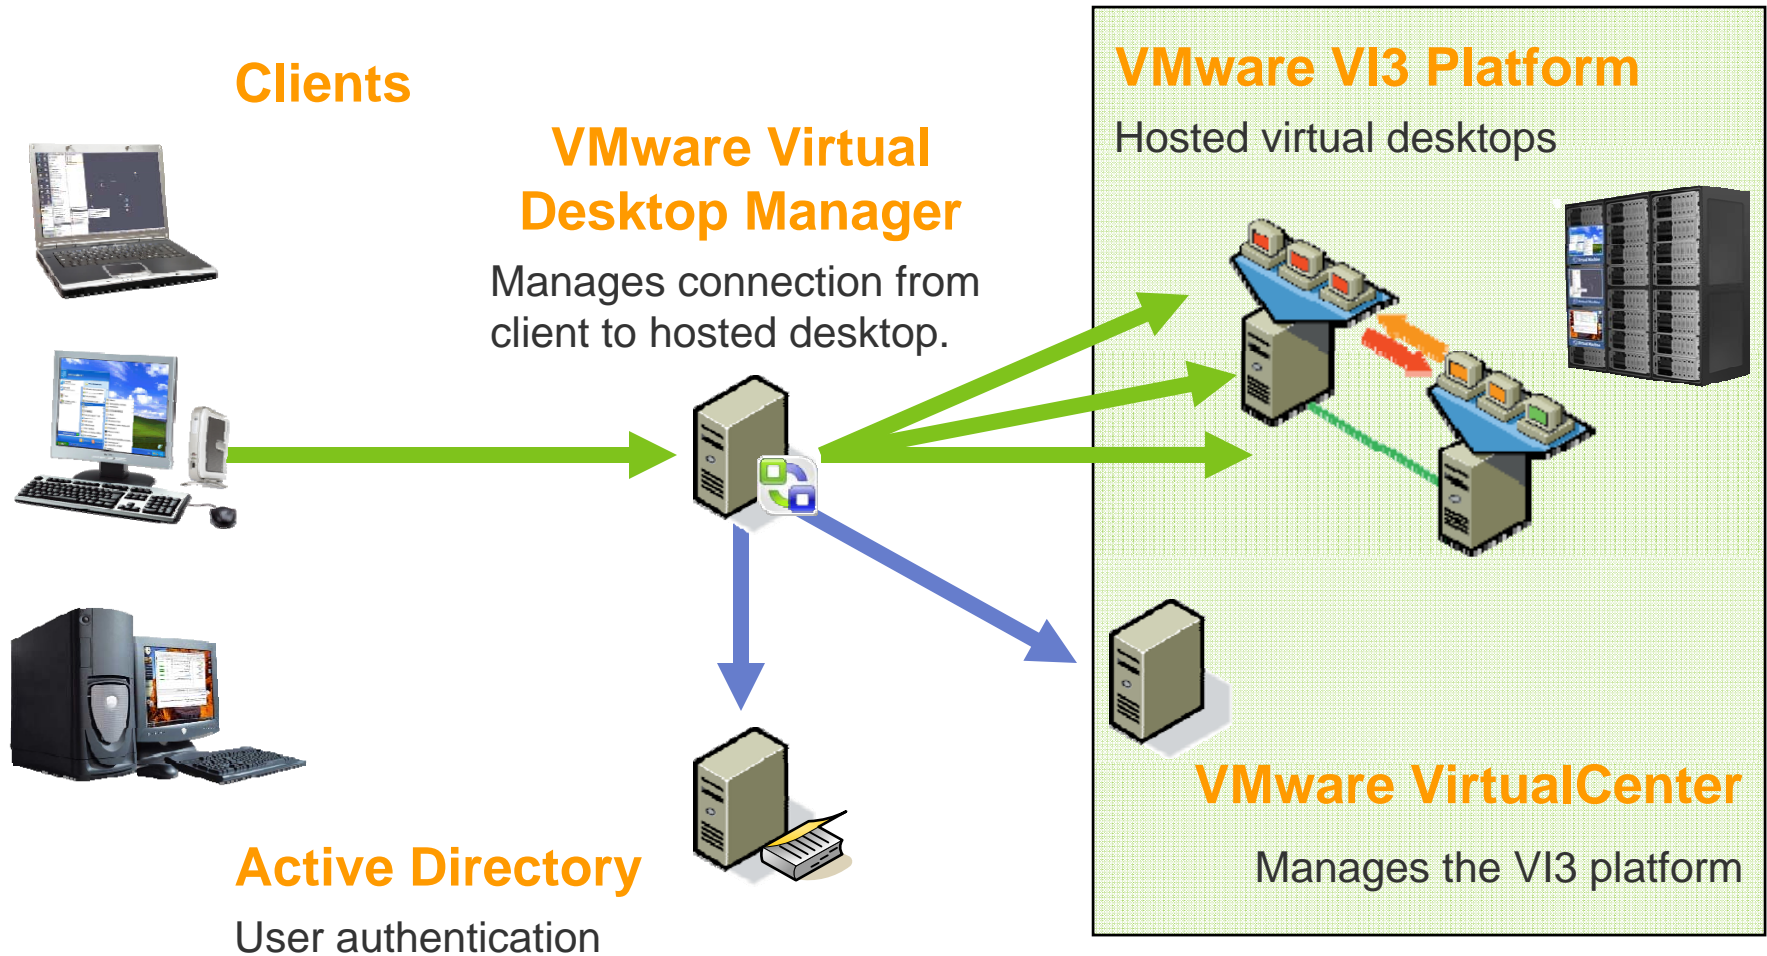 Clients
VMware Virtual
Desktop Manager
Manages connection from
client to hosted desktop.
VMware VI3 Platform
Hosted virtual desktops
VMware VirtualCenter
Manages the VI3 platform
Active Directory
User authentication